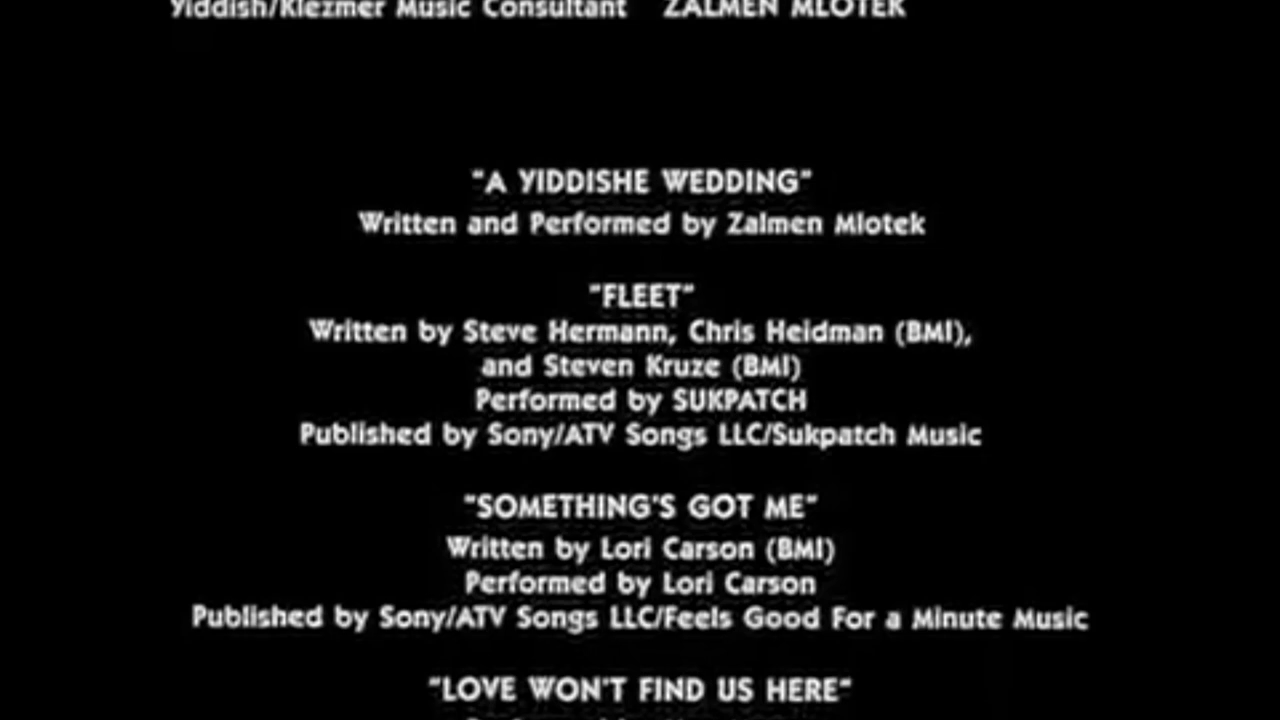 Yiddish/Klezmer Music Consultant ZALMEN MLOTEK
"A YIDDISHE WEDDING"
Written and Performed by Zalmen Mlotek
"FLEET"
Written by Steve Hermann, Chris Heidman (BMI),
and Steven Kruze (BMI)
Performed by SUKPATCH
Published by Sony/ATV Songs LLC/Sukpatch Music
"SOMETHING'S GOT ME"
Written by Lori Carson (BMI)
Performed by Lori Carson
Published by Sony/ATV Songs LLC/Feels Good For a Minute Music
"LOVE WON'T FIND US HERE"